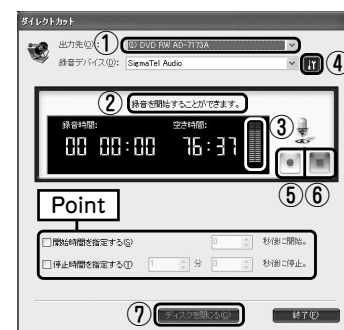 ダイレクトカット
出力先(O): ① (D) DVD RW AD-7173A
録音デバイス(D): SigmaTel Audio ④
② 録音を開始することができます。
録音時間: 空き時間: ③
00 00:00 76:37
⑤ ⑥
Point
開始時間を指定する(S) 0 秒後に開始。
停止時間を指定する(T) 1 分 0 秒後に停止。
⑦ ディスクを閉じる(C) 終了(E)